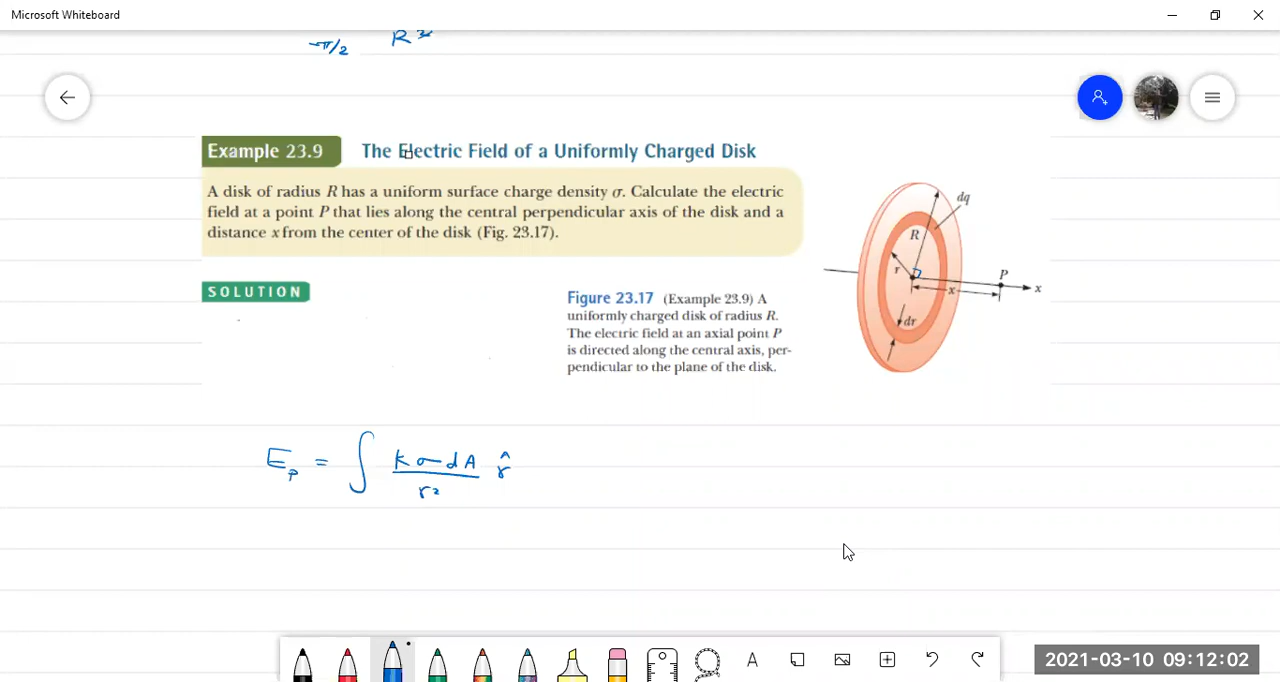 Microsoft Whiteboard
-π/2 R²
Example 23.9 The Electric Field of a Uniformly Charged Disk
A disk of radius R has a uniform surface charge density σ. Calculate the electric
field at a point P that lies along the central perpendicular axis of the disk and a
distance x from the center of the disk (Fig. 23.17).
SOLUTION
Figure 23.17 (Example 23.9) A
uniformly charged disk of radius R.
The electric field at an axial point P
is directed along the central axis, per-
pendicular to the plane of the disk.
dq
R
r
P
x
x
dr
E_p = ∫ kσdA/r² r̂
A
2021-03-10 09:12:02